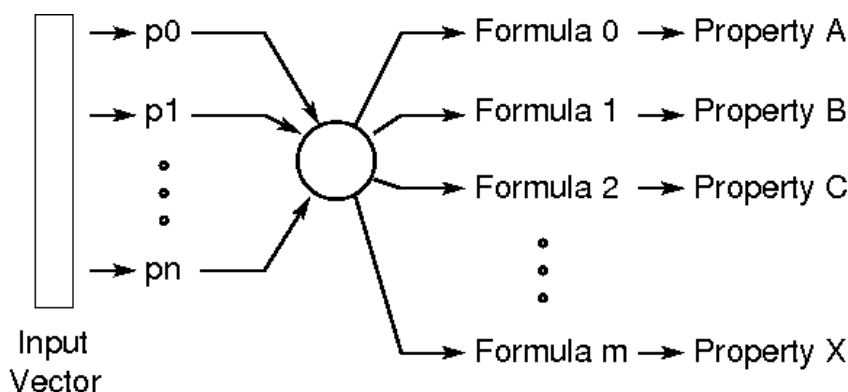 p0
Formula 0
Property A
p1
Formula 1
Property B
Formula 2
Property C
pn
Formula m
Property X
Input
Vector